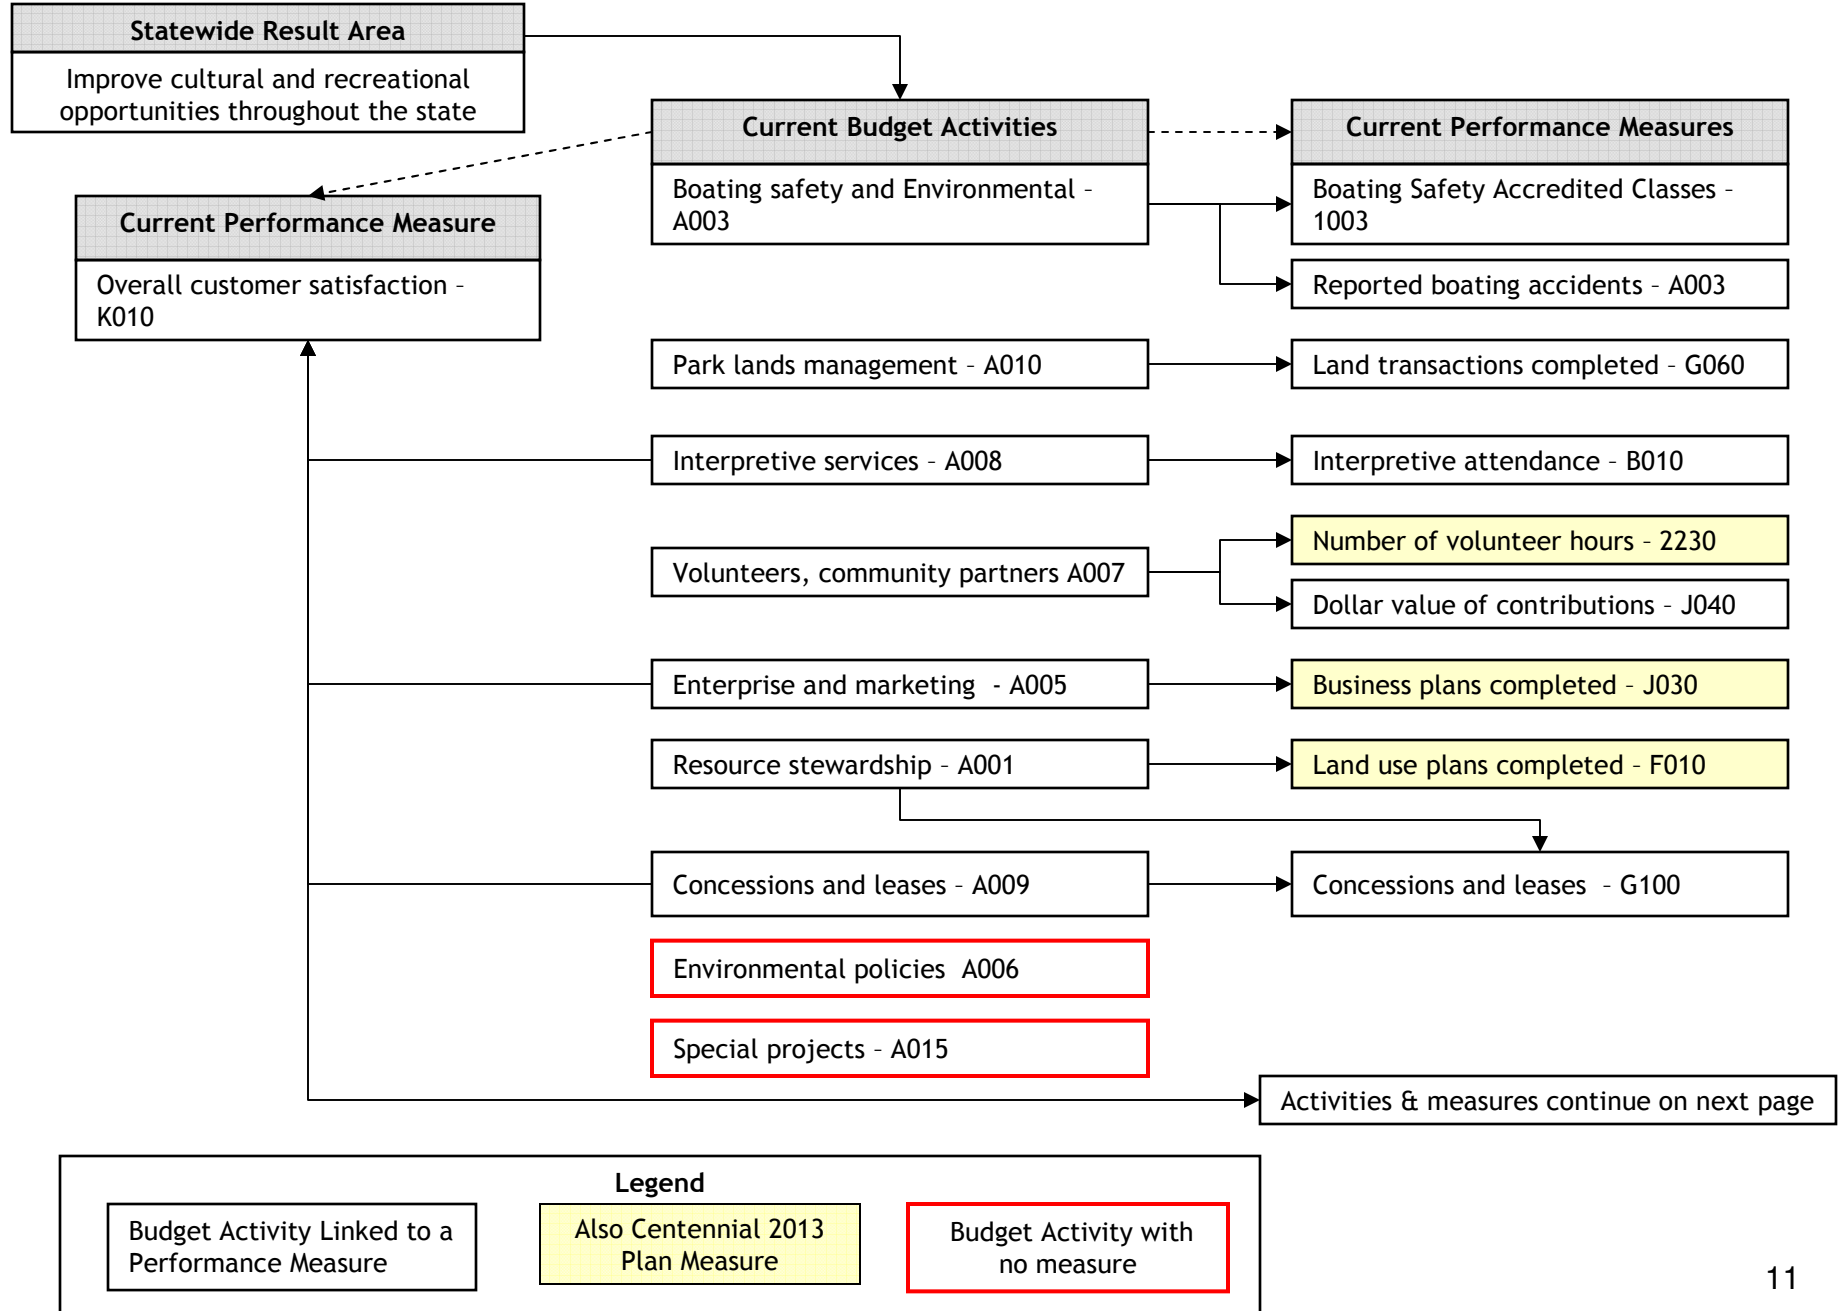 Statewide Result Area
Improve cultural and recreational
opportunities throughout the state
Current Budget Activities
Current Performance Measures
Boating safety and Environmental –
A003
Boating Safety Accredited Classes –
1003
Current Performance Measure
Overall customer satisfaction –
K010
Reported boating accidents – A003
Park lands management – A010
Land transactions completed – G060
Interpretive services – A008
Interpretive attendance – B010
Number of volunteer hours – 2230
Volunteers, community partners A007
Dollar value of contributions – J040
Enterprise and marketing - A005
Business plans completed – J030
Resource stewardship – A001
Land use plans completed – F010
Concessions and leases – A009
Concessions and leases – G100
Environmental policies A006
Special projects – A015
Activities & measures continue on next page
Legend
Budget Activity Linked to a
Performance Measure
Also Centennial 2013
Plan Measure
Budget Activity with
no measure
11